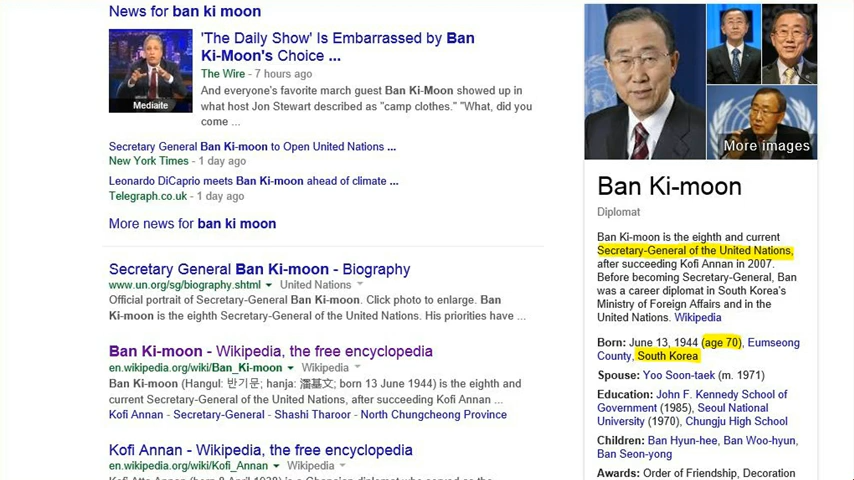 News for ban ki moon
'The Daily Show' Is Embarrassed by Ban
Ki-Moon's Choice ...
The Wire - 7 hours ago
And everyone's favorite march guest Ban Ki-Moon showed up in
what host Jon Stewart described as "camp clothes." "What, did you
come ...
Mediaite
Secretary General Ban Ki-moon to Open United Nations ...
New York Times - 1 day ago
Leonardo DiCaprio meets Ban Ki-moon ahead of climate ...
Telegraph.co.uk - 1 day ago
More news for ban ki moon
Secretary General Ban Ki-moon - Biography
www.un.org/sg/biography.shtml United Nations
Official portrait of Secretary-General Ban Ki-moon. Click photo to enlarge. Ban
Ki-moon is the eighth Secretary-General of the United Nations. His priorities have ...
Ban Ki-moon - Wikipedia, the free encyclopedia
en.wikipedia.org/wiki/Ban_Ki-moon Wikipedia
Ban Ki-moon (Hangul: 반기문; hanja: 潘基文; born 13 June 1944) is the eighth and
current Secretary-General of the United Nations, after succeeding Kofi Annan ...
Kofi Annan - Secretary-General - Shashi Tharoor - North Chungcheong Province
Kofi Annan - Wikipedia, the free encyclopedia
en.wikipedia.org/wiki/Kofi_Annan Wikipedia
More images
Ban Ki-moon
Diplomat
Ban Ki-moon is the eighth and current
Secretary-General of the United Nations,
after succeeding Kofi Annan in 2007.
Before becoming Secretary-General, Ban
was a career diplomat in South Korea's
Ministry of Foreign Affairs and in the
United Nations. Wikipedia
Born: June 13, 1944 (age 70), Eumseong
County, South Korea
Spouse: Yoo Soon-taek (m. 1971)
Education: John F. Kennedy School of
Government (1985), Seoul National
University (1970), Chungju High School
Children: Ban Hyun-hee, Ban Woo-hyun,
Ban Seon-yong
Awards: Order of Friendship, Decoration